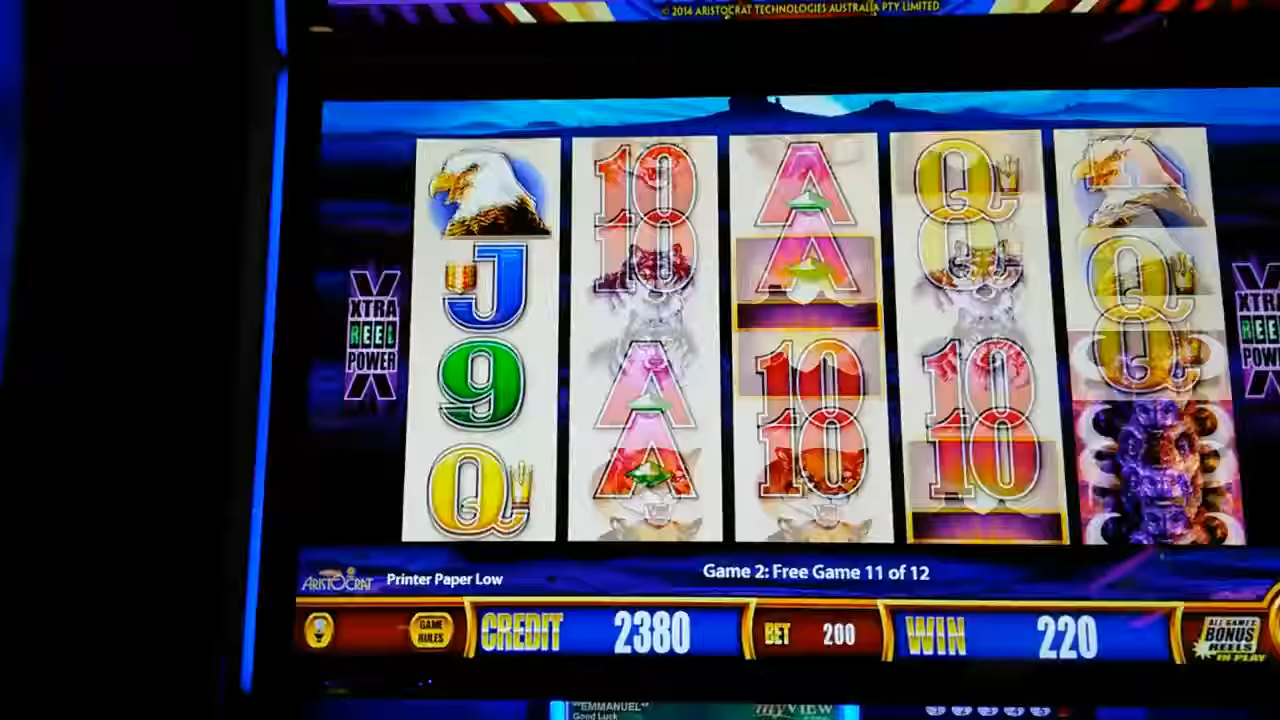 © 2014 ARISTOCRAT TECHNOLOGIES AUSTRALIA PTY LIMITED
10 A Q
10 A Q
J Q
XTRA XTRA
REEL
POWER
9 A 10 10 Q
Q A 10 10
ARISTOCRAT Printer Paper Low Game 2: Free Game 11 of 12
GAME
RULES
CREDIT 2380 BET 200 WIN 220
ALL GAMES
BONUS
REELS
IN PLAY
"EMMANUEL"
Good Luck
myVIEW